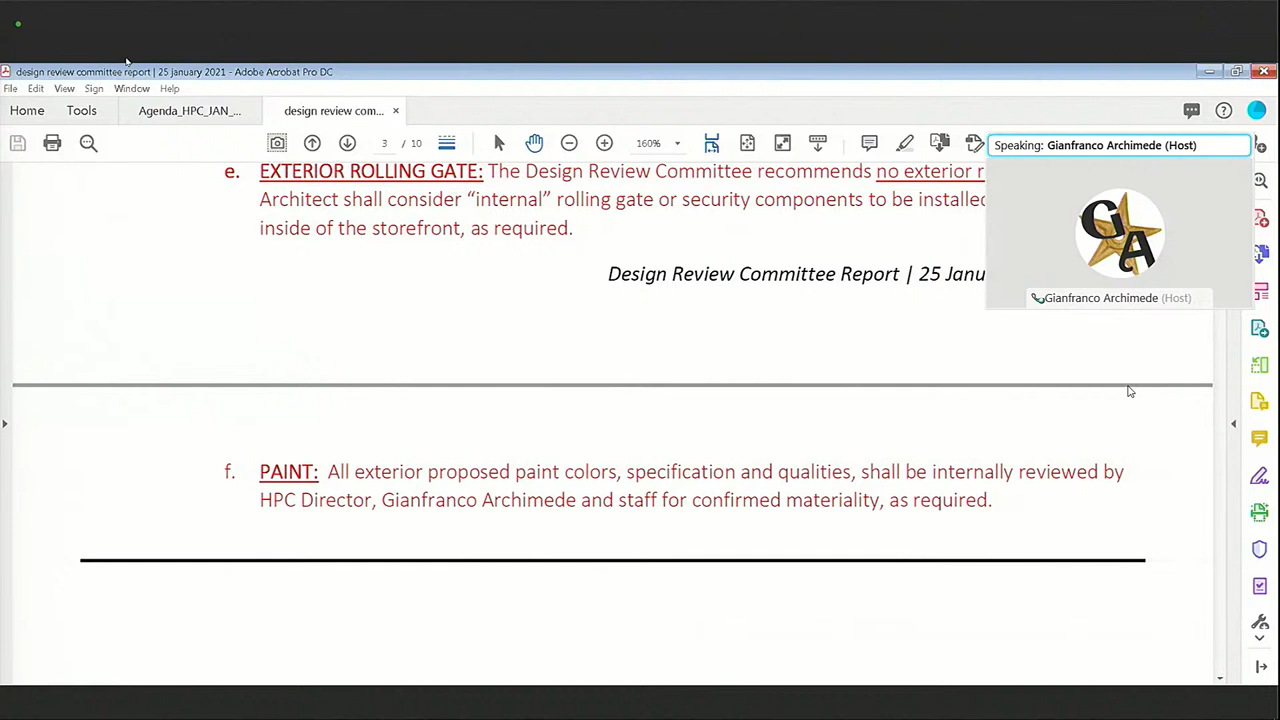 design review committee report | 25 january 2021 - Adobe Acrobat Pro DC
File Edit View Sign Window Help
Home Tools Agenda_HPC_JAN_... design review com... ×
3 / 10 160%
Speaking: Gianfranco Archimede (Host)
e. EXTERIOR ROLLING GATE: The Design Review Committee recommends no exterior r
Architect shall consider “internal” rolling gate or security components to be installed
inside of the storefront, as required.
GA
Gianfranco Archimede (Host)
Design Review Committee Report | 25 Janu
f. PAINT: All exterior proposed paint colors, specification and qualities, shall be internally reviewed by
HPC Director, Gianfranco Archimede and staff for confirmed materiality, as required.